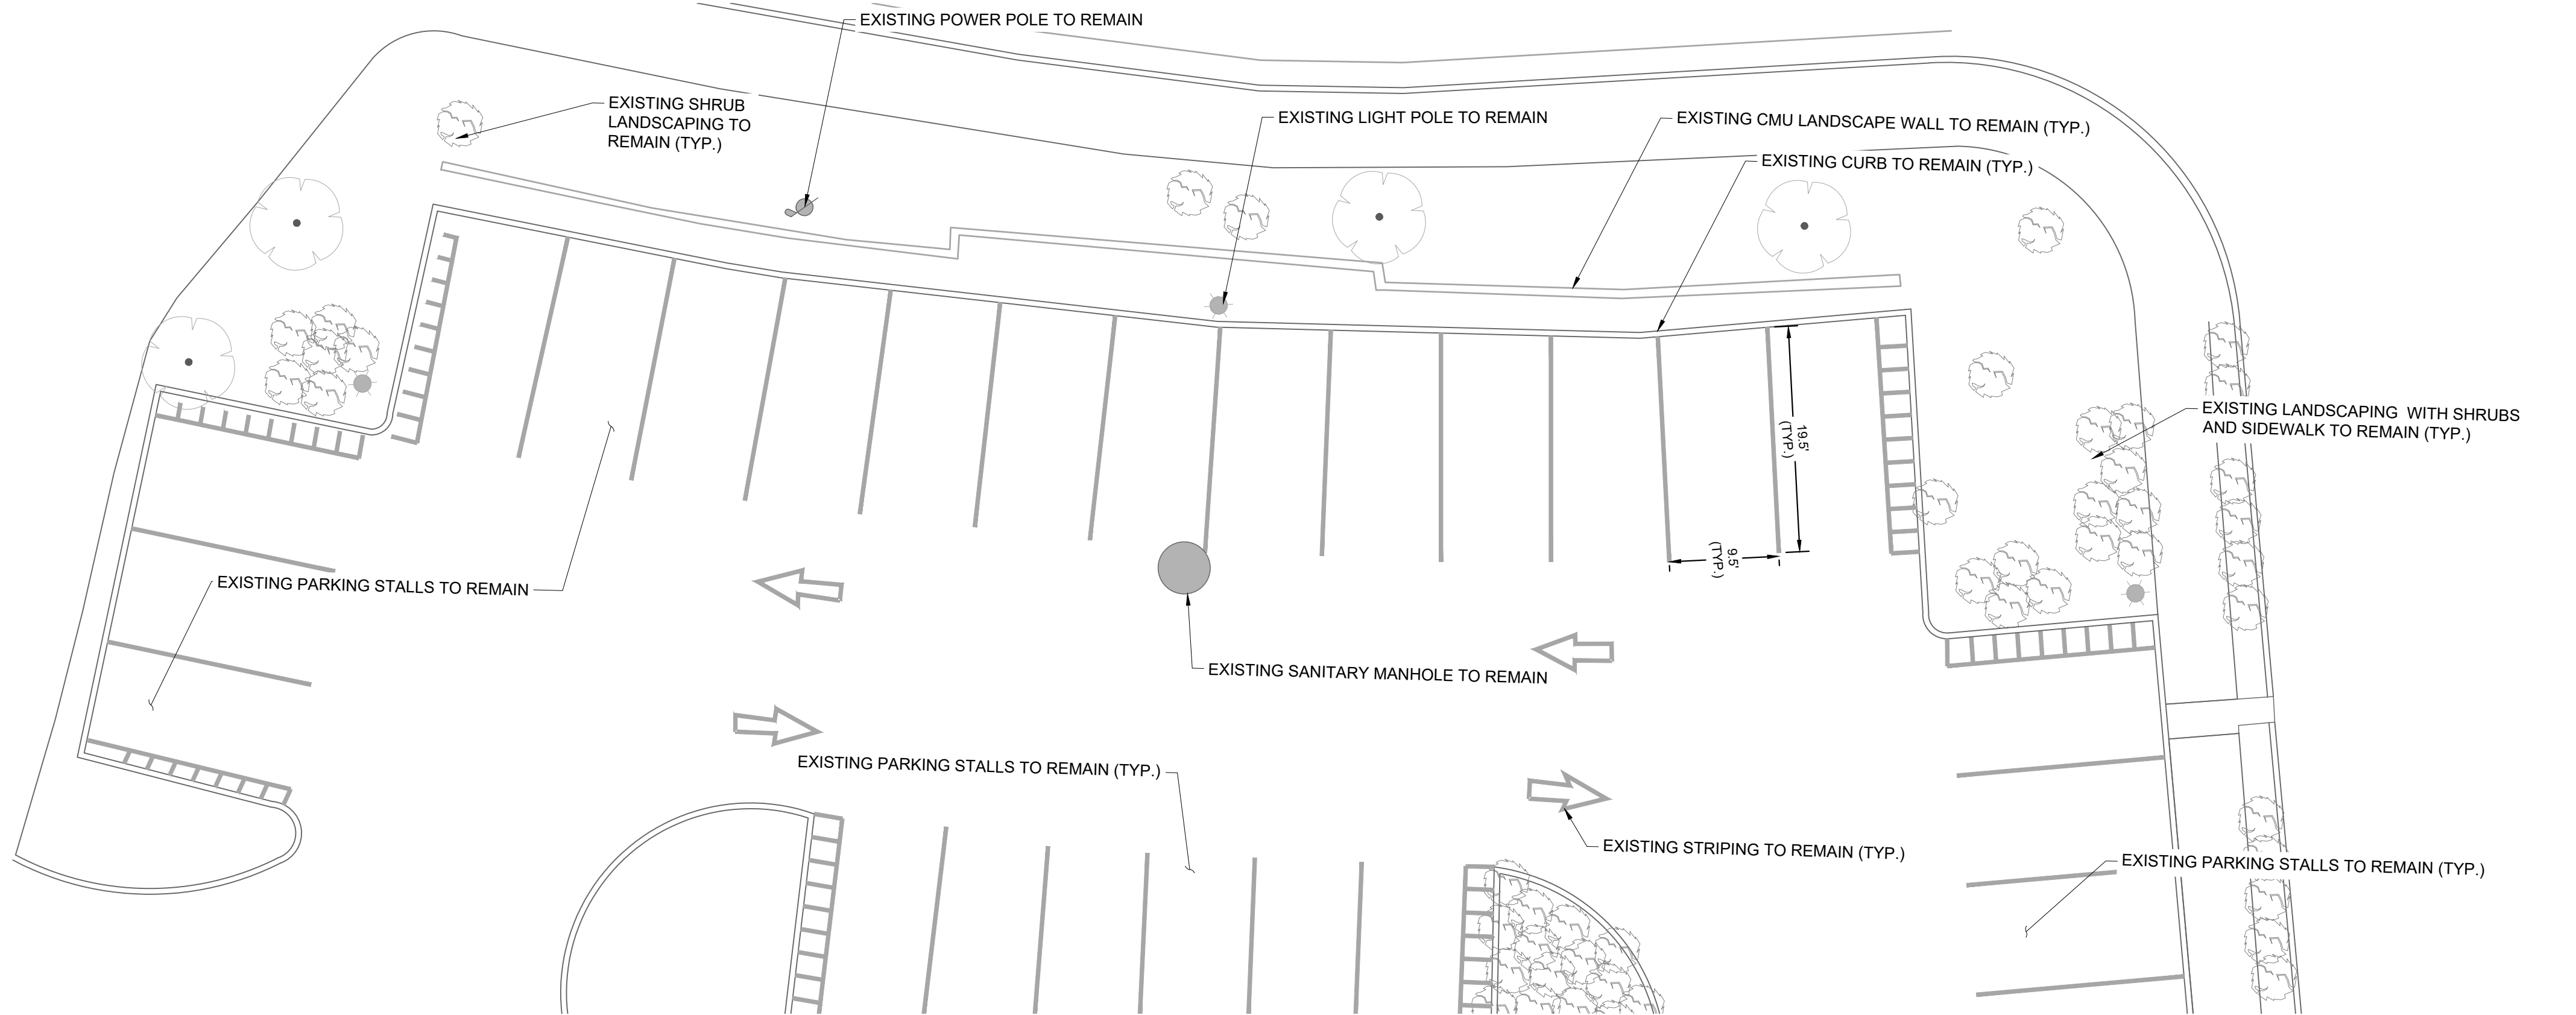 EXISTING POWER POLE TO REMAIN
EXISTING SHRUB
LANDSCAPING TO
REMAIN (TYP.)
EXISTING LIGHT POLE TO REMAIN
EXISTING CMU LANDSCAPE WALL TO REMAIN (TYP.)
EXISTING CURB TO REMAIN (TYP.)
19.5'
(TYP.)
EXISTING LANDSCAPING WITH SHRUBS
AND SIDEWALK TO REMAIN (TYP.)
9.5'
(TYP.)
EXISTING PARKING STALLS TO REMAIN
EXISTING SANITARY MANHOLE TO REMAIN
EXISTING PARKING STALLS TO REMAIN (TYP.)
EXISTING STRIPING TO REMAIN (TYP.)
EXISTING PARKING STALLS TO REMAIN (TYP.)